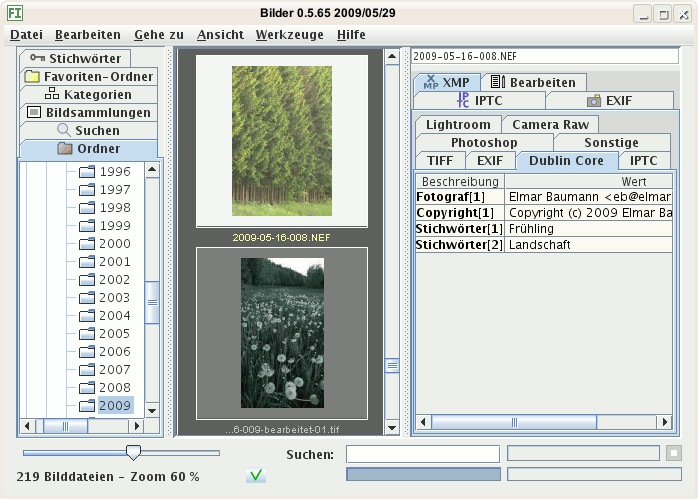 FI Bilder 0.5.65 2009/05/29
Datei Bearbeiten Gehe zu Ansicht Werkzeuge Hilfe
Stichwörter
Favoriten-Ordner
Kategorien
Bildsammlungen
Suchen
Ordner
1996
1997
1998
1999
2000
2001
2002
2003
2004
2005
2006
2007
2008
2009
2009-05-16-008.NEF
...6-009-bearbeitet-01.tif
2009-05-16-008.NEF
XMP XMP Bearbeiten
IPTC EXIF
Lightroom Camera Raw
Photoshop Sonstige
TIFF EXIF Dublin Core IPTC
Beschreibung Wert
Fotograf[1] Elmar Baumann <eb@elmar
Copyright[1] Copyright (c) 2009 Elmar Ba
Stichwörter[1] Frühling
Stichwörter[2] Landschaft
Suchen:
219 Bilddateien - Zoom 60 %